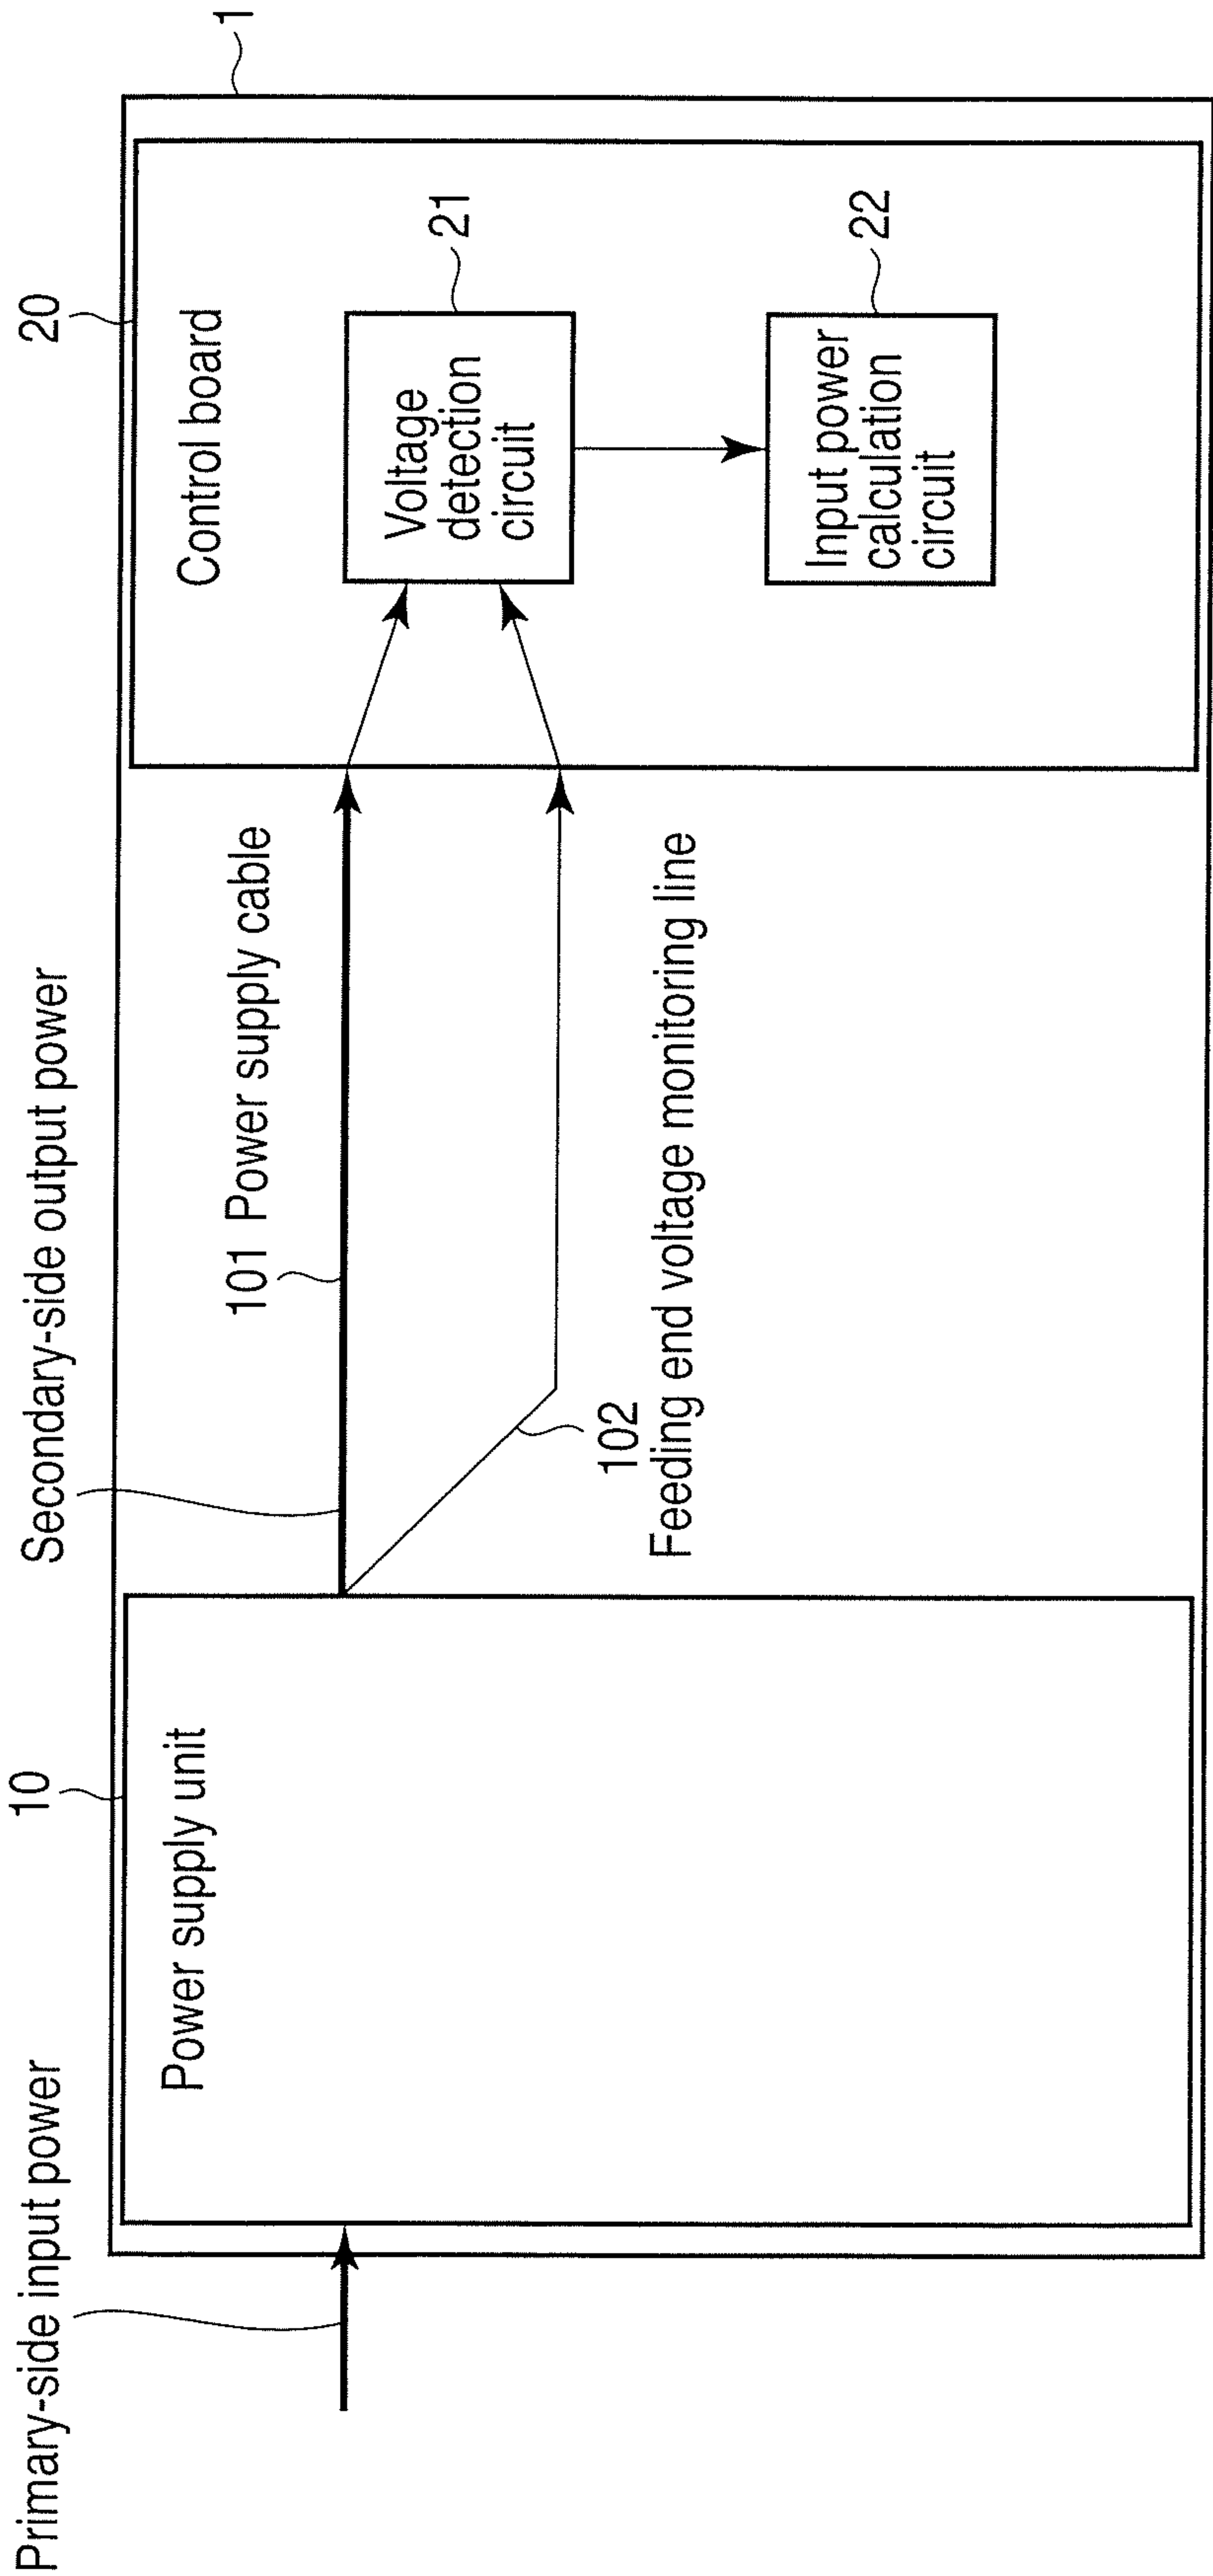 Primary-side input power
Secondary-side output power
1
10
20
Power supply unit
101 Power supply cable
Control board
21
Voltage
detection
circuit
22
Input power
calculation
circuit
102
Feeding end voltage monitoring line